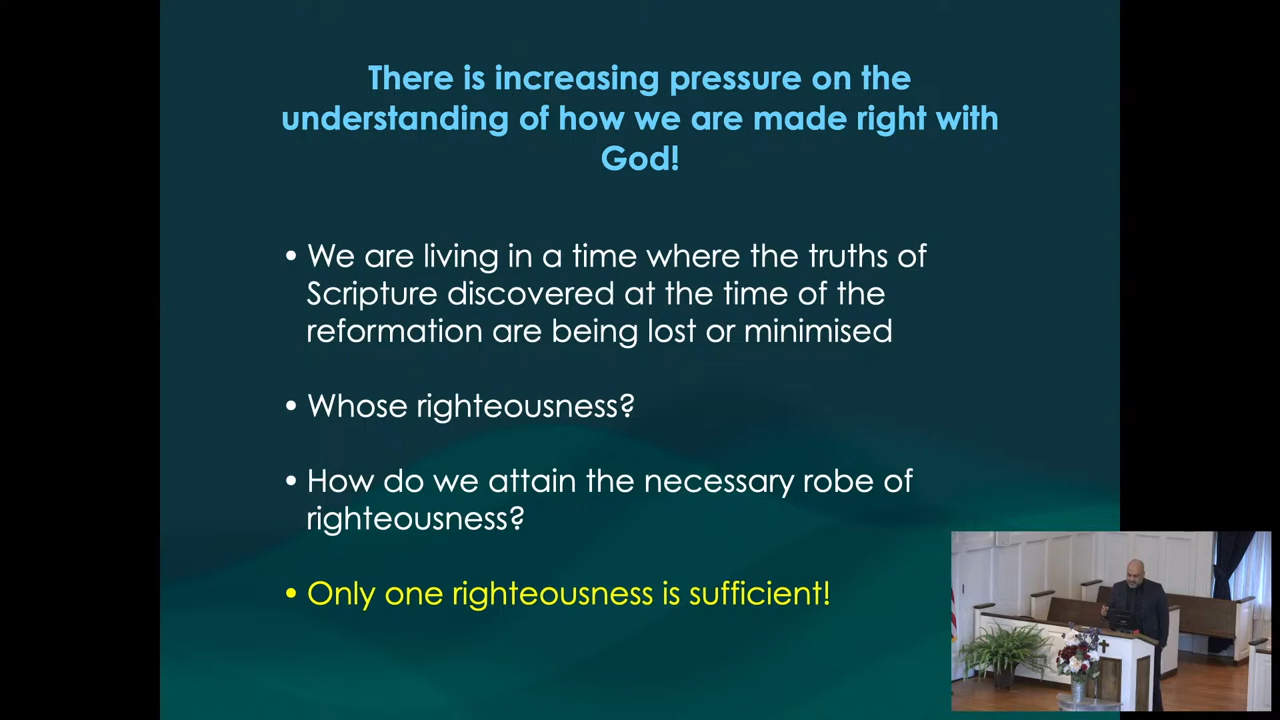 There is increasing pressure on the
understanding of how we are made right with
God!
• We are living in a time where the truths of
Scripture discovered at the time of the
reformation are being lost or minimised
• Whose righteousness?
• How do we attain the necessary robe of
righteousness?
• Only one righteousness is sufficient!